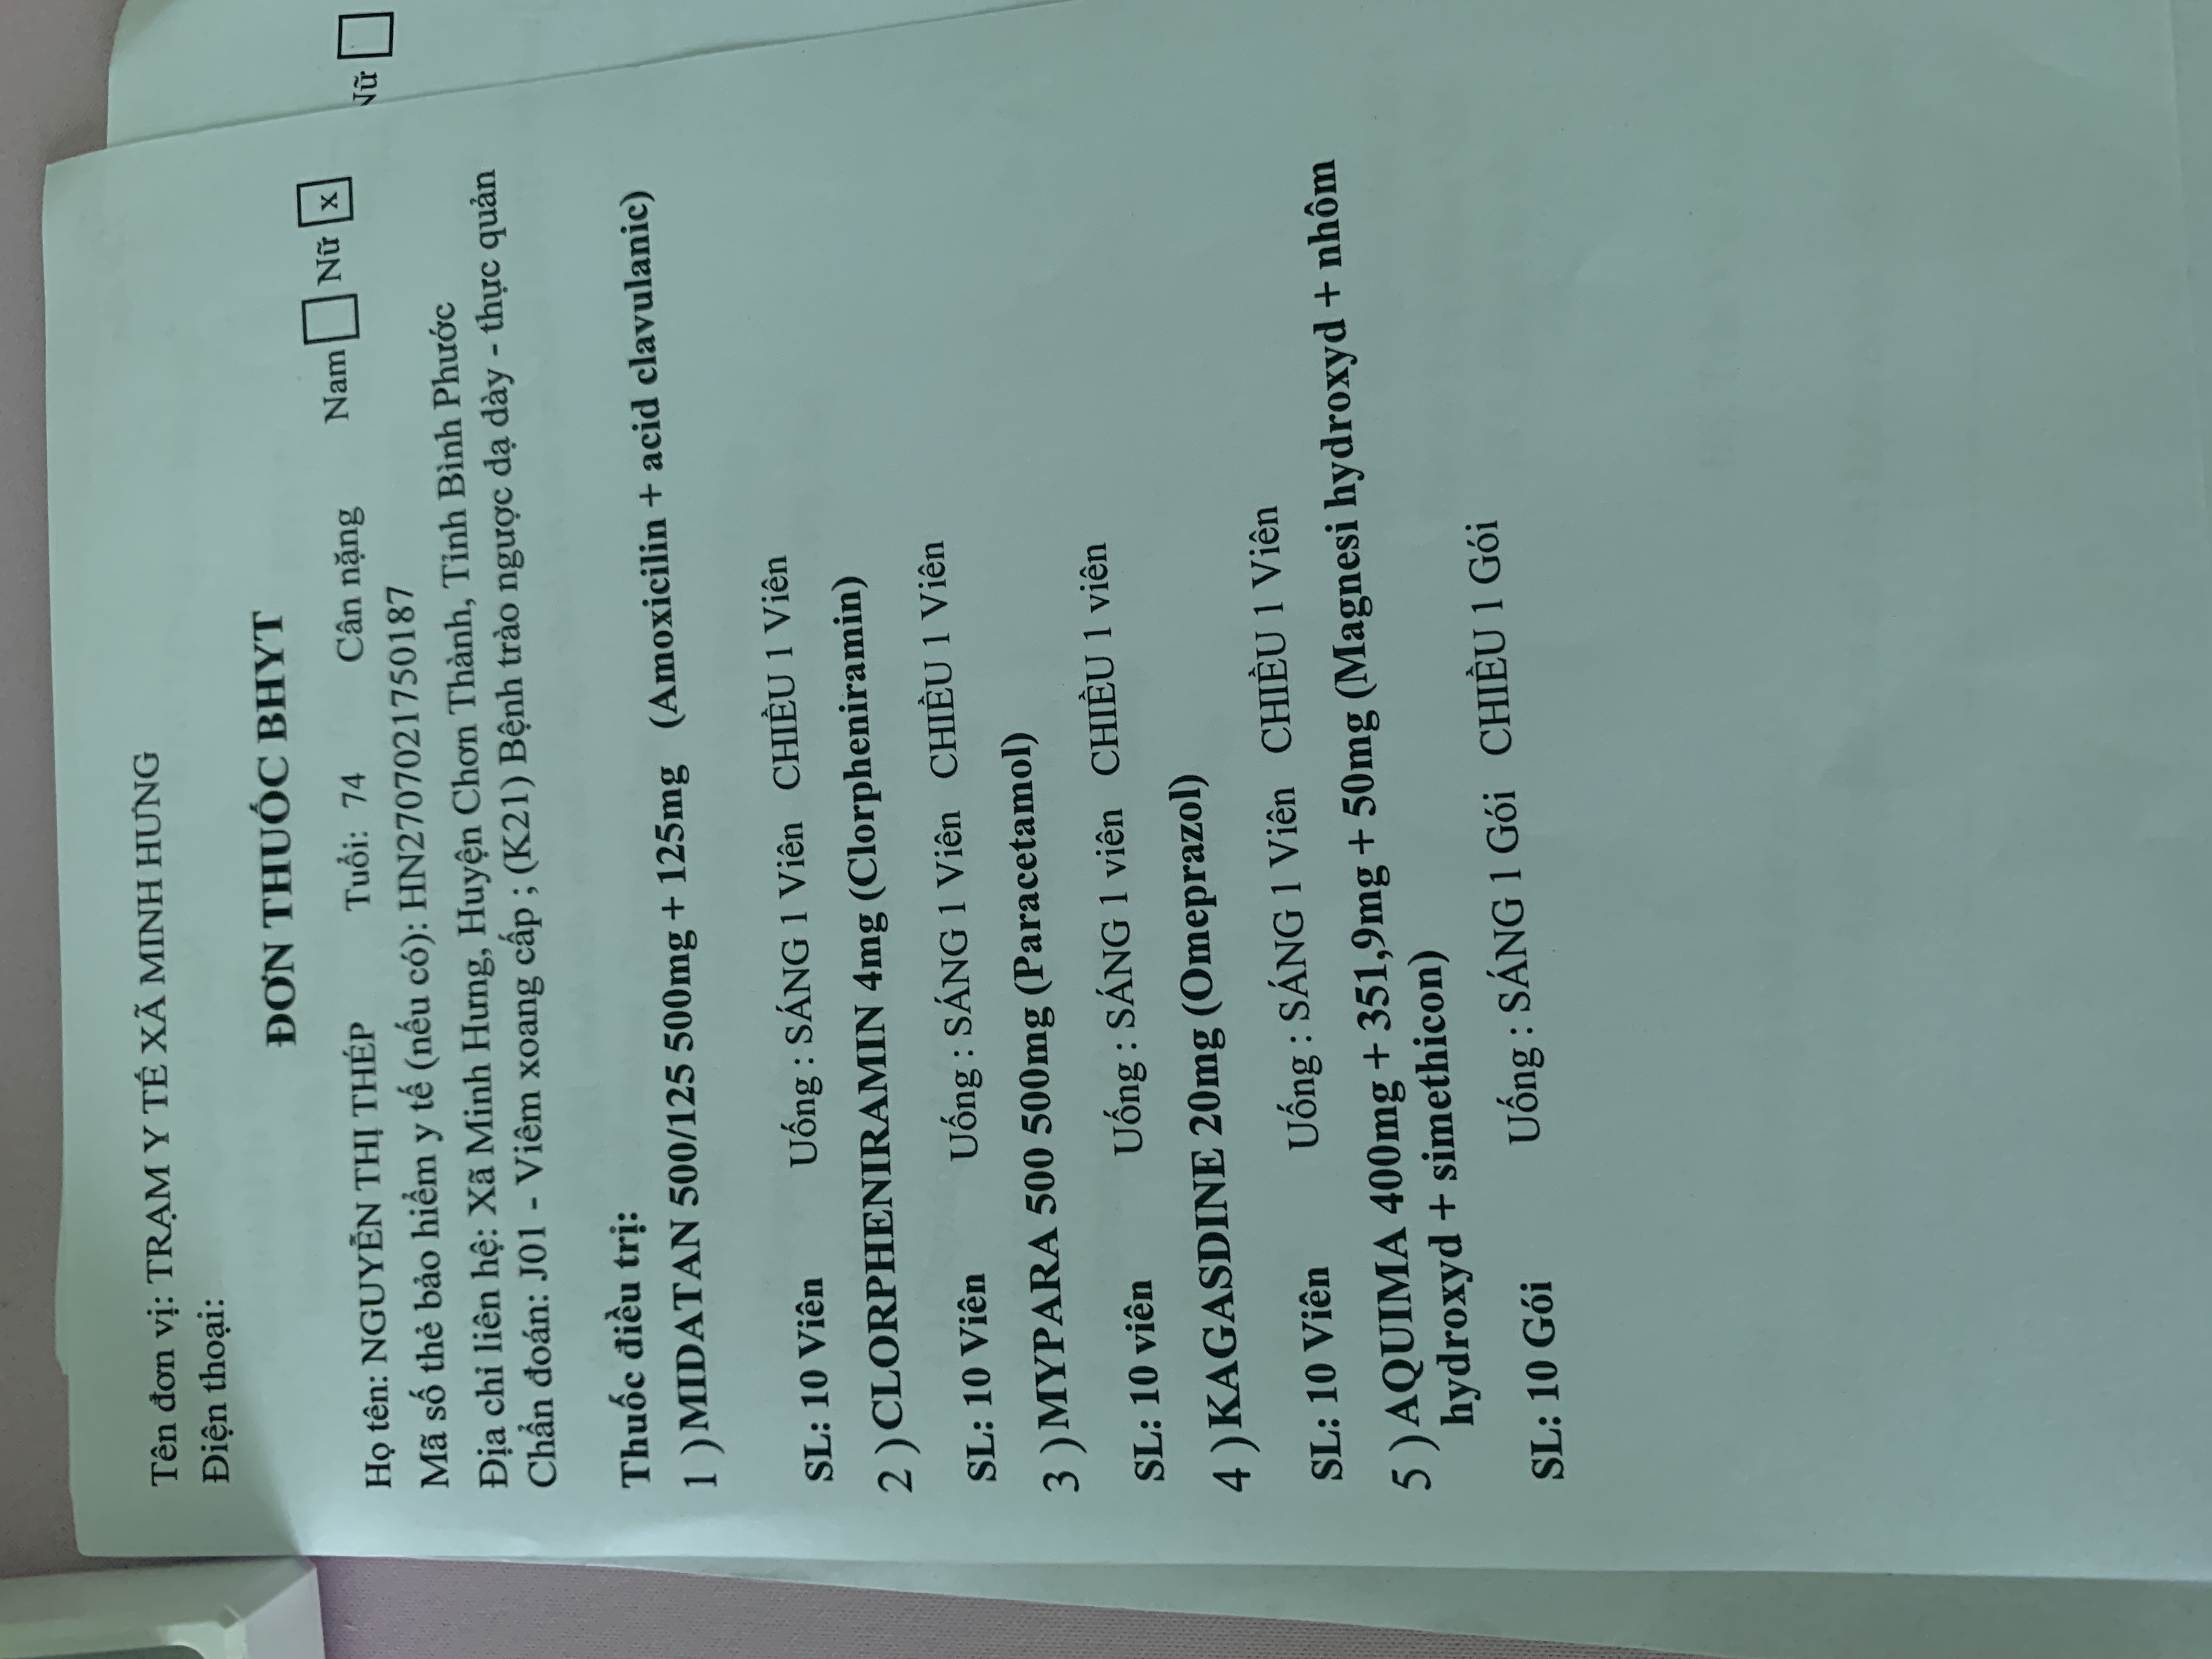 Tên đơn vị: TRẠM Y TẾ XÃ MINH HƯNG
Điện thoại:
ĐƠN THUỐC BHYT
Họ tên: NGUYỄN THỊ THÉP Tuổi: 74 Cân nặng Nam Nữ x
Nữ
Mã số thẻ bảo hiểm y tế (nếu có): HN2707021750187
Địa chỉ liên hệ: Xã Minh Hưng, Huyện Chơn Thành, Tỉnh Bình Phước
Chẩn đoán: J01 - Viêm xoang cấp ; (K21) Bệnh trào ngược dạ dày - thực quản
Thuốc điều trị:
1 ) MIDATAN 500/125 500mg + 125mg (Amoxicilin + acid clavulanic)
SL: 10 Viên Uống : SÁNG 1 Viên CHIỀU 1 Viên
2 ) CLORPHENIRAMIN 4mg (Clorpheniramin)
SL: 10 Viên Uống : SÁNG 1 Viên CHIỀU 1 Viên
3 ) MYPARA 500 500mg (Paracetamol)
SL: 10 viên Uống : SÁNG 1 viên CHIỀU 1 viên
4 ) KAGASDINE 20mg (Omeprazol)
SL: 10 Viên Uống : SÁNG 1 Viên CHIỀU 1 Viên
5 ) AQUIMA 400mg + 351,9mg + 50mg (Magnesi hydroxyd + nhôm
hydroxyd + simethicon)
SL: 10 Gói Uống : SÁNG 1 Gói CHIỀU 1 Gói